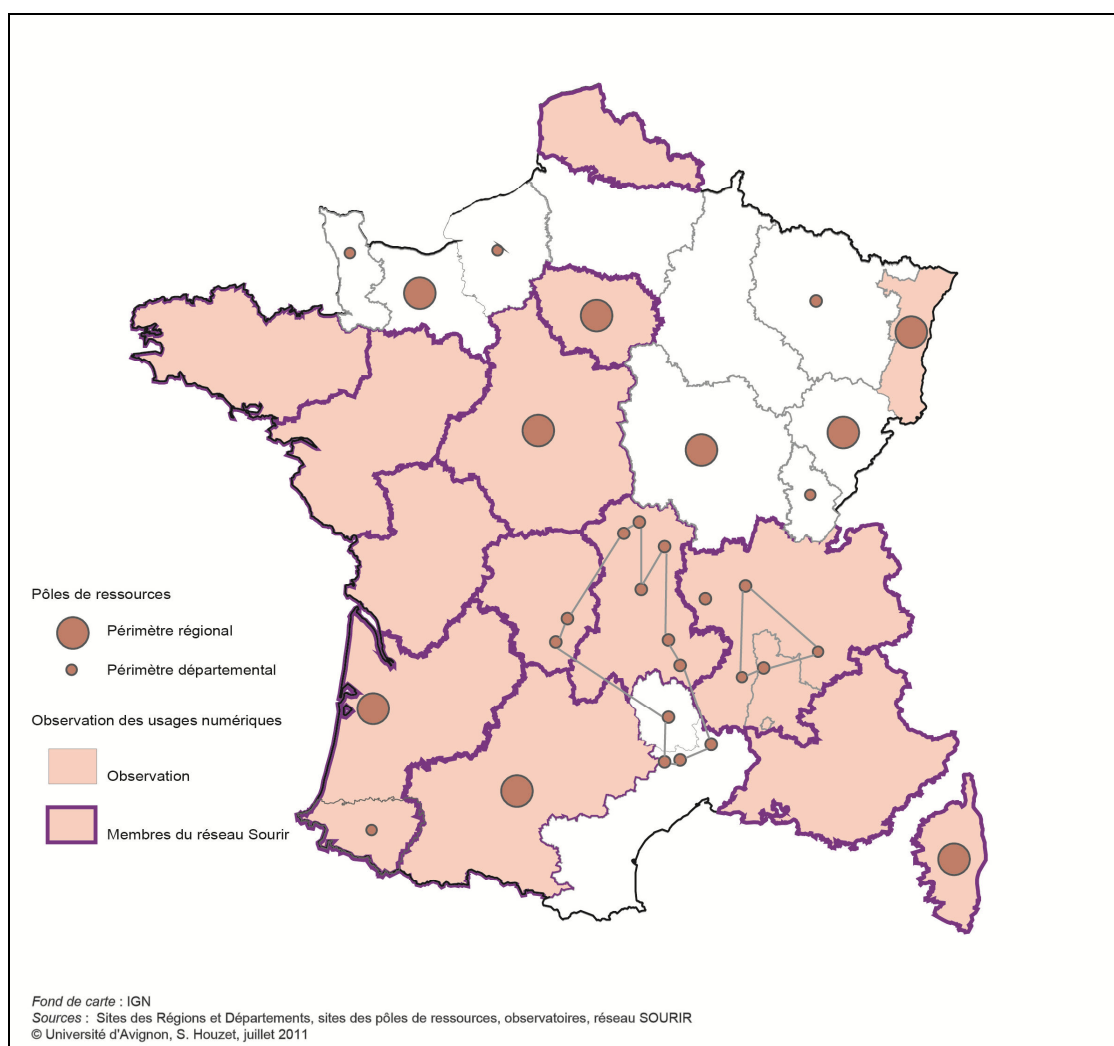 Pôles de ressources
Périmètre régional
Périmètre départemental
Observation des usages numériques
Observation
Membres du réseau Sourir
Fond de carte : IGN
Sources : Sites des Régions et Départements, sites des pôles de ressources, observatoires, réseau SOURIR
© Université d'Avignon, S. Houzet, juillet 2011